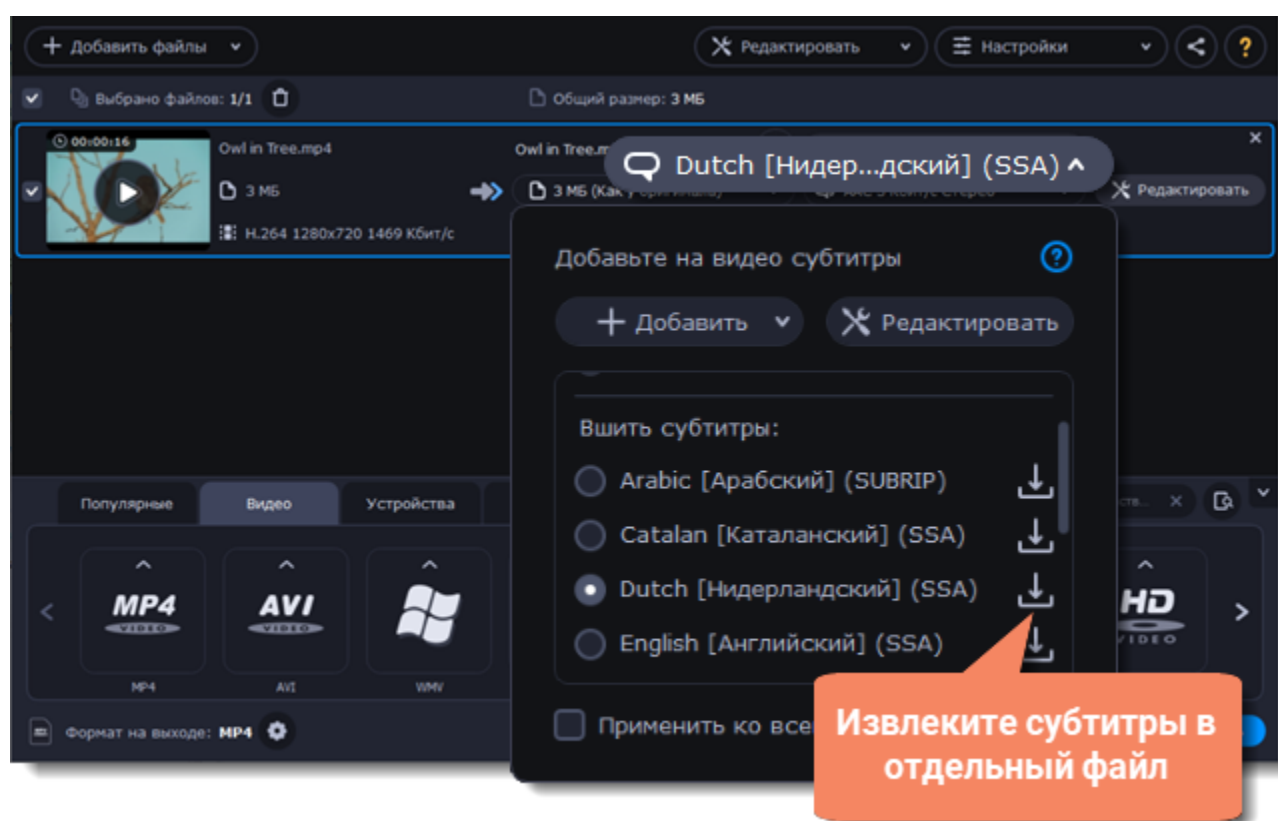 Добавить файлы
Редактировать
Настройки
?
Выбрано файлов: 1/1
Общий размер: 3 МБ
00:00:16
Owl in Tree.mp4
Owl in Tree.m
Dutch [Нидер...дский] (SSA)
3 МБ
3 МБ (Как у оригинала)
Редактировать
H.264 1280x720 1469 Кбит/с
Добавьте на видео субтитры
?
Добавить
Редактировать
Вшить субтитры:
Arabic [Арабский] (SUBRIP)
Catalan [Каталанский] (SSA)
Dutch [Нидерландский] (SSA)
English [Английский] (SSA)
Применить ко все
Популярные
Видео
Устройства
MP4
VIDEO
AVI
VIDEO
HD
VIDEO
MP4
AVI
WMV
Формат на выходе: MP4
Извлеките субтитры в
отдельный файл